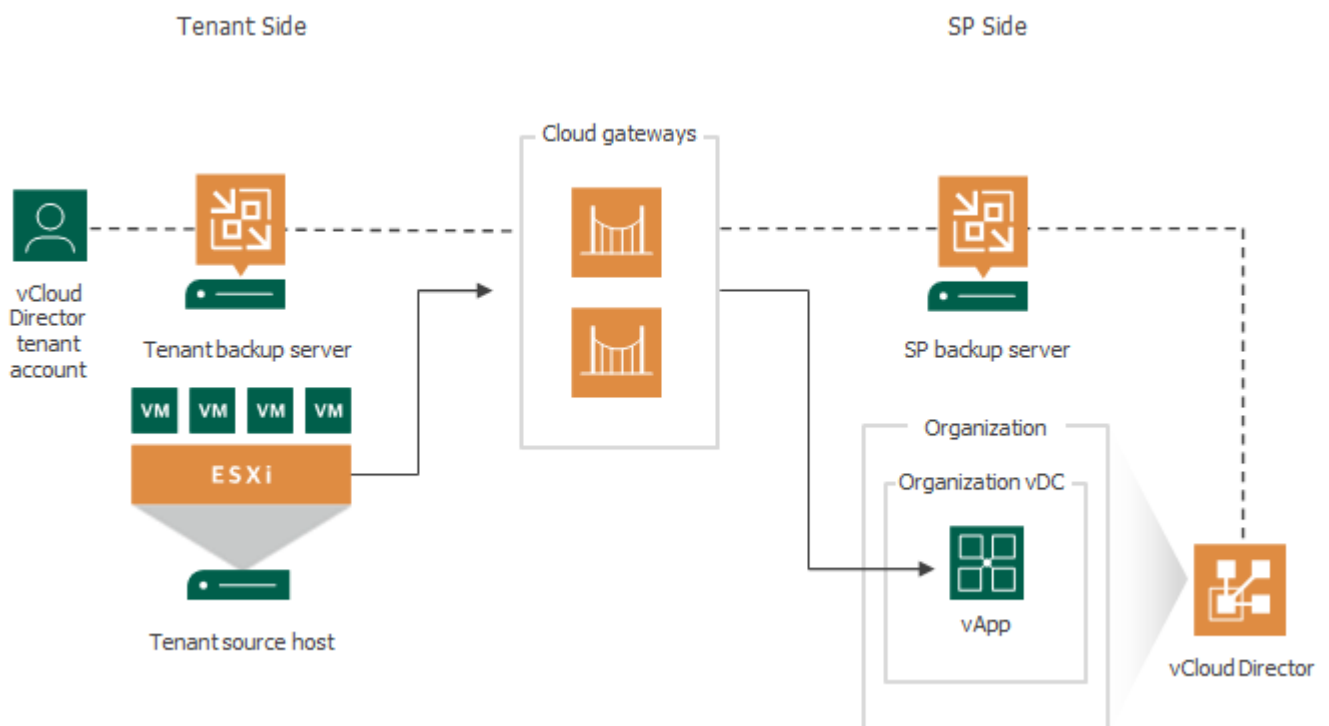 Tenant Side
SP Side
Cloud gateways
vCloud
Director
tenant
account
Tenant backup server
SP backup server
VM VM VM VM
ESXi
Tenant source host
Organization
Organization vDC
vApp
vCloud Director